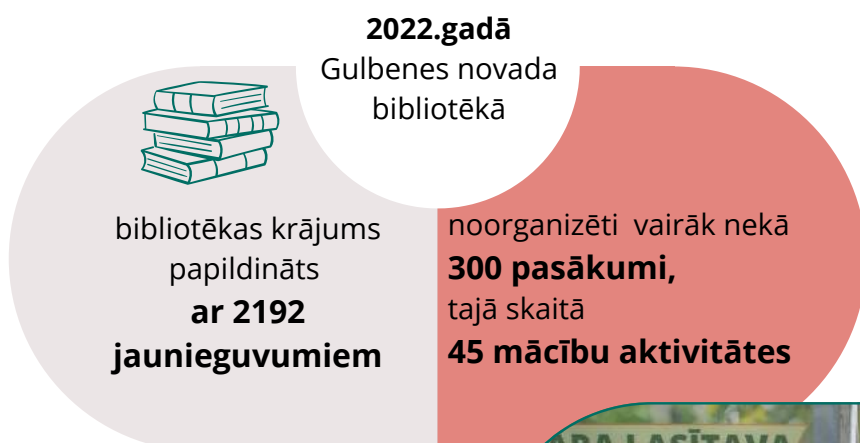 2022.gadā
Gulbenes novada
bibliotēkā
bibliotēkas krājums
papildināts
ar 2192
jaunieguvumiem
noorganizēti vairāk nekā
300 pasākumi,
tajā skaitā
45 mācību aktivitātes
LASĪTAVA